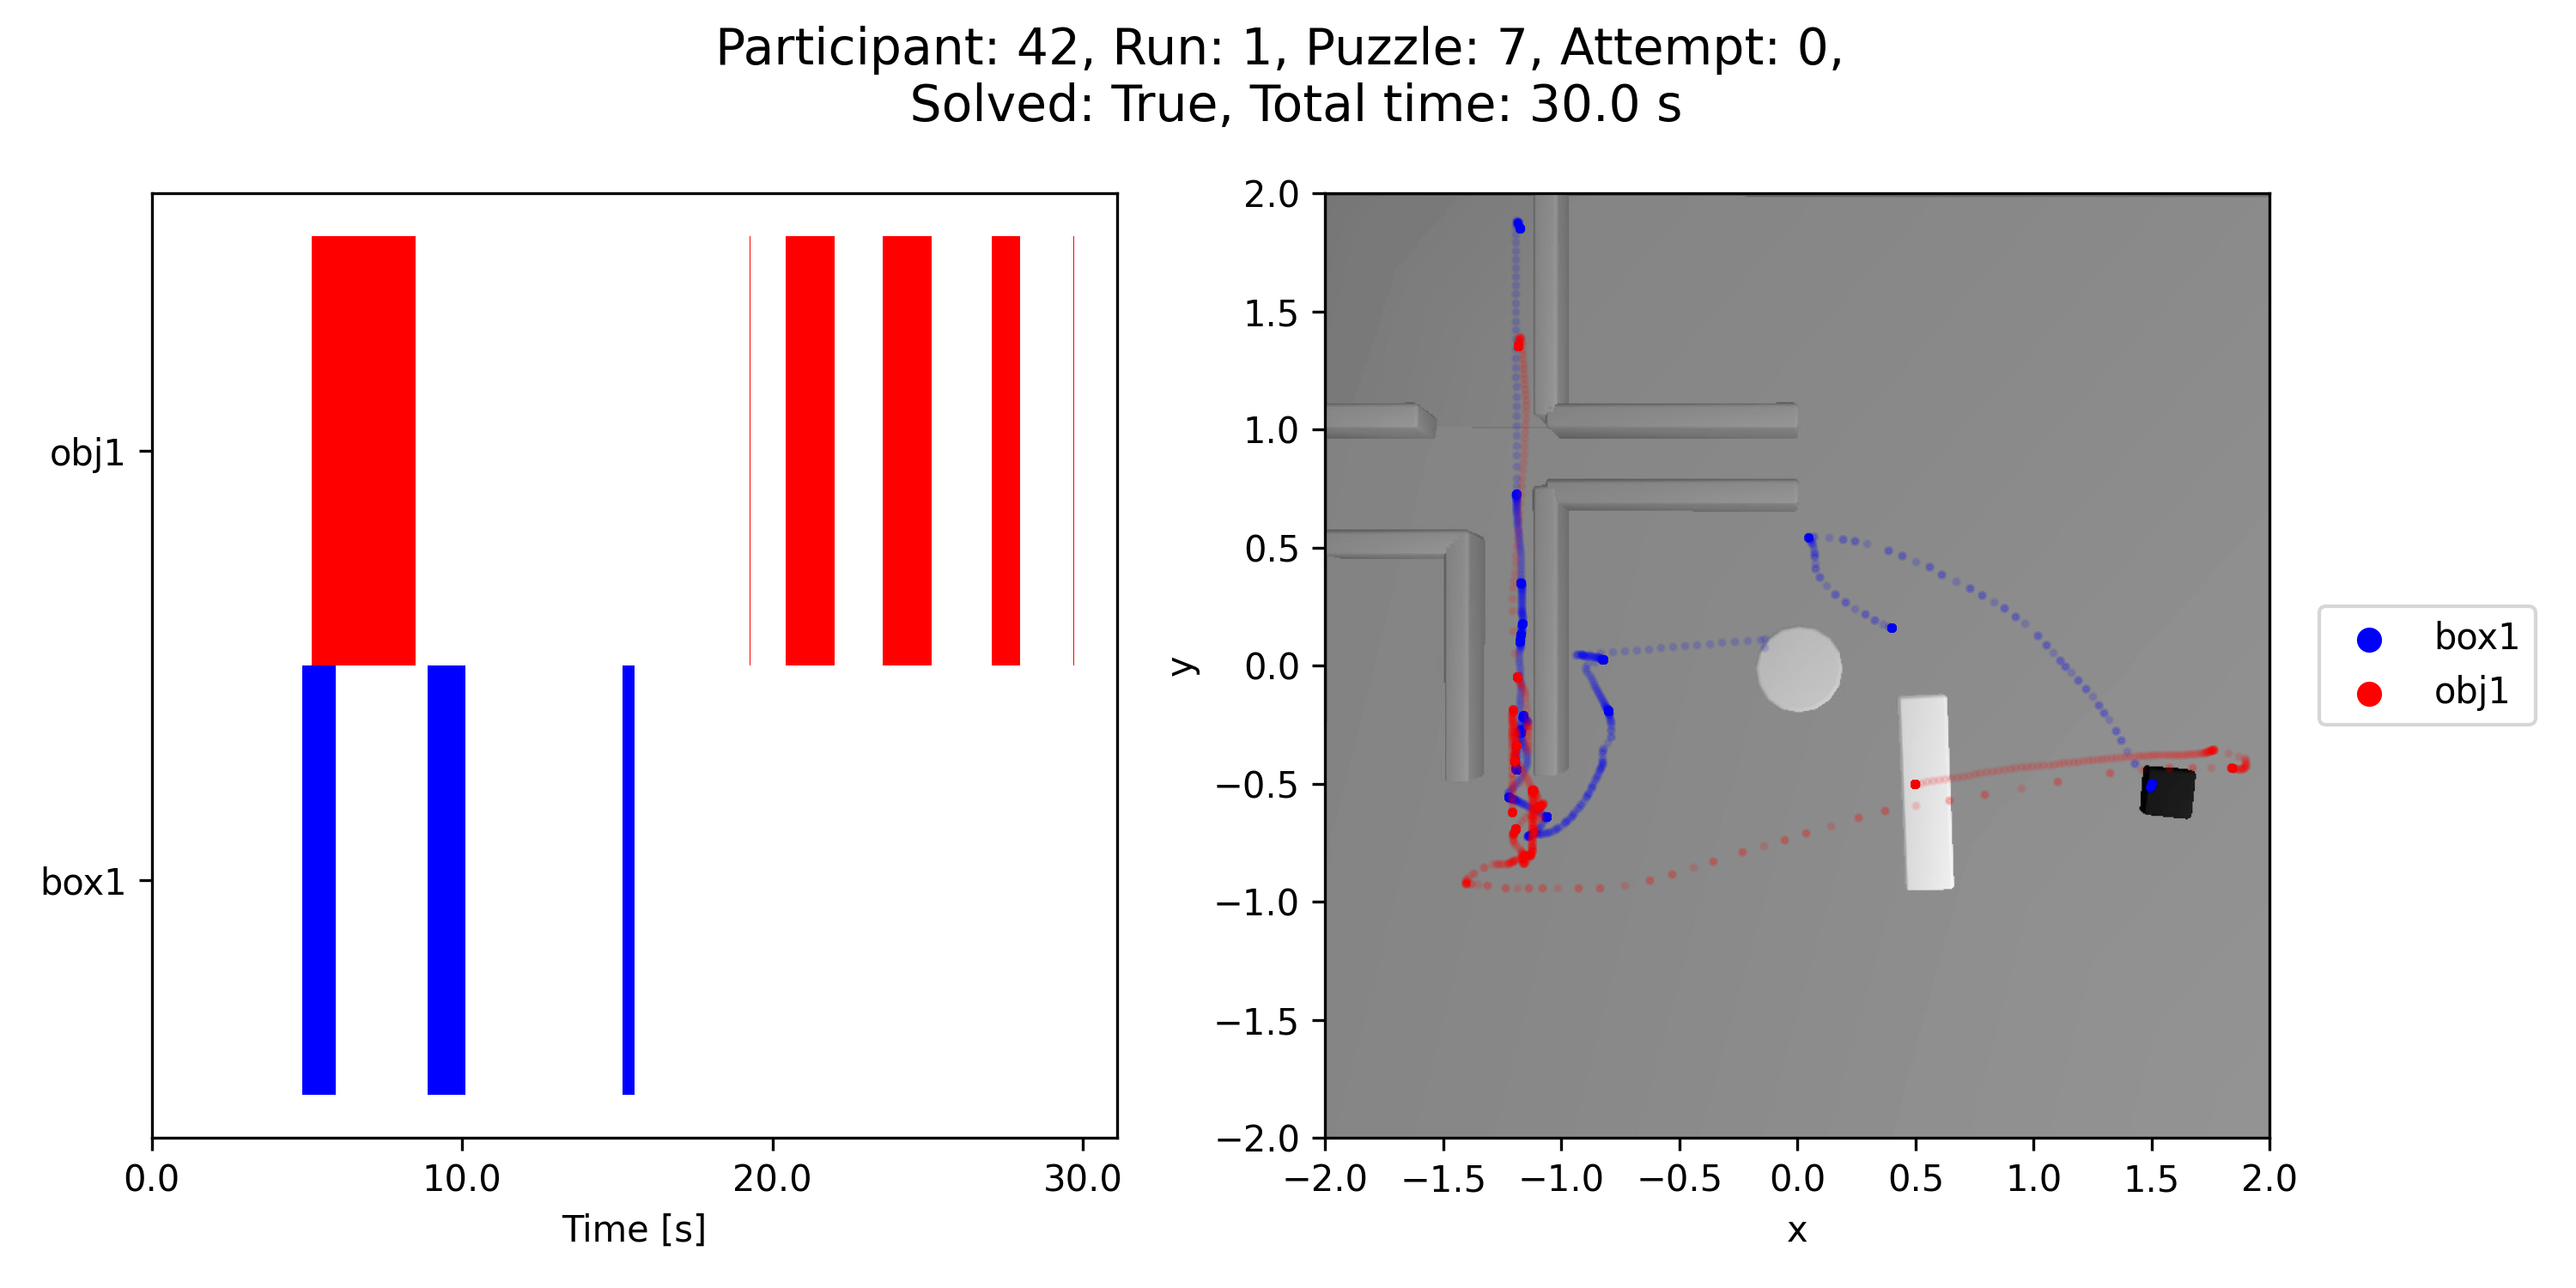 Participant: 42, Run: 1, Puzzle: 7, Attempt: 0,
Solved: True, Total time: 30.0 s
obj1
box1
0.0 10.0 20.0 30.0
Time [s]
2.0
1.5
1.0
0.5
0.0
−0.5
−1.0
−1.5
−2.0
y
−2.0 −1.5 −1.0 −0.5 0.0 0.5 1.0 1.5 2.0
x
box1
obj1